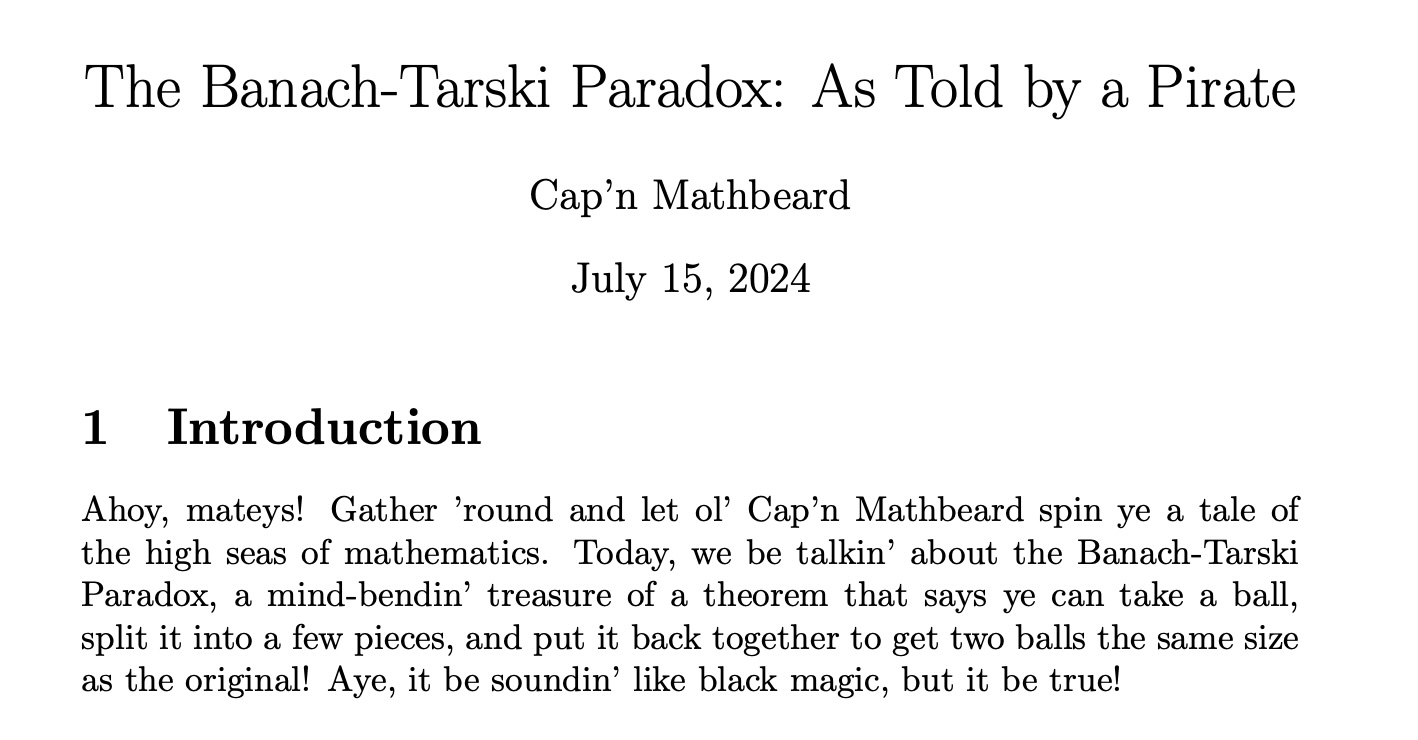 The Banach-Tarski Paradox: As Told by a Pirate
Cap’n Mathbeard
July 15, 2024
1 Introduction
Ahoy, mateys! Gather ’round and let ol’ Cap’n Mathbeard spin ye a tale of
the high seas of mathematics. Today, we be talkin’ about the Banach-Tarski
Paradox, a mind-bendin’ treasure of a theorem that says ye can take a ball,
split it into a few pieces, and put it back together to get two balls the same size
as the original! Aye, it be soundin’ like black magic, but it be true!